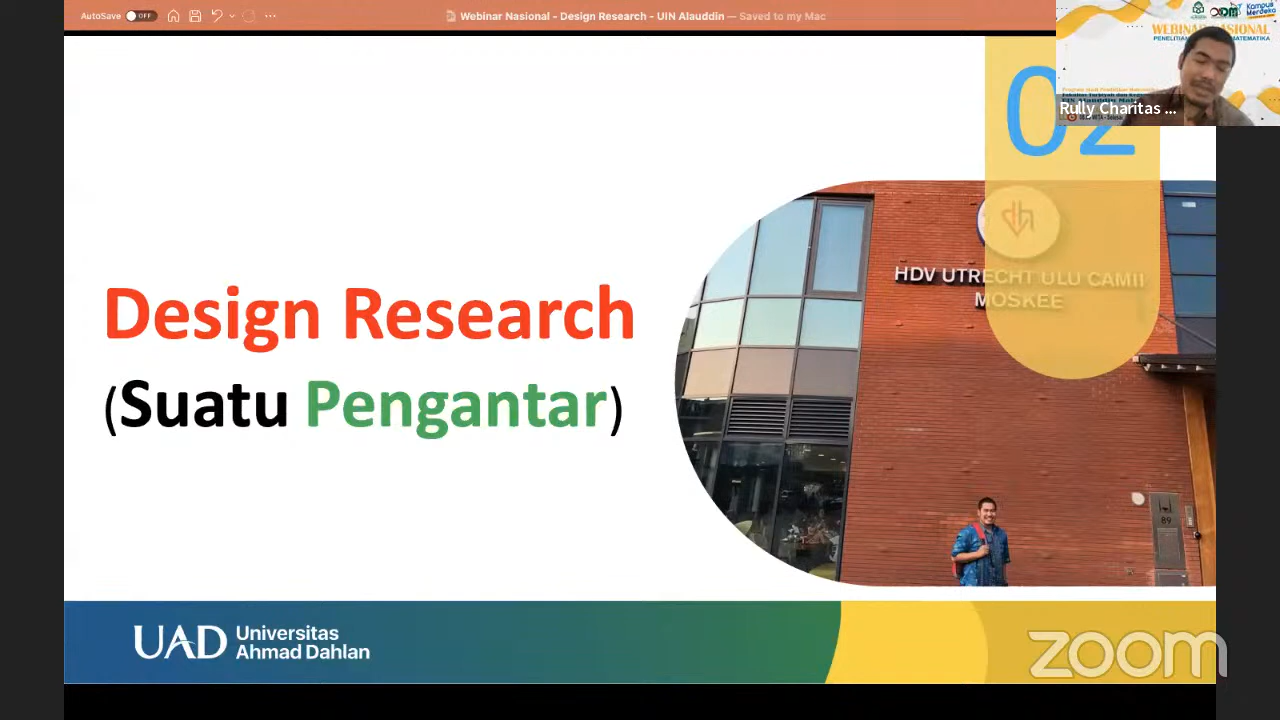 AutoSave OFF
Webinar Nasional - Design Research - UIN Alauddin — Saved to my Mac
Kampus
Merdeka
WEBINAR NASIONAL
Rully Charitas ...
02
HDV UTRECHT ULU CAMII
MOSKEE
Design Research
(Suatu Pengantar)
89
UAD Universitas
Ahmad Dahlan
zoom